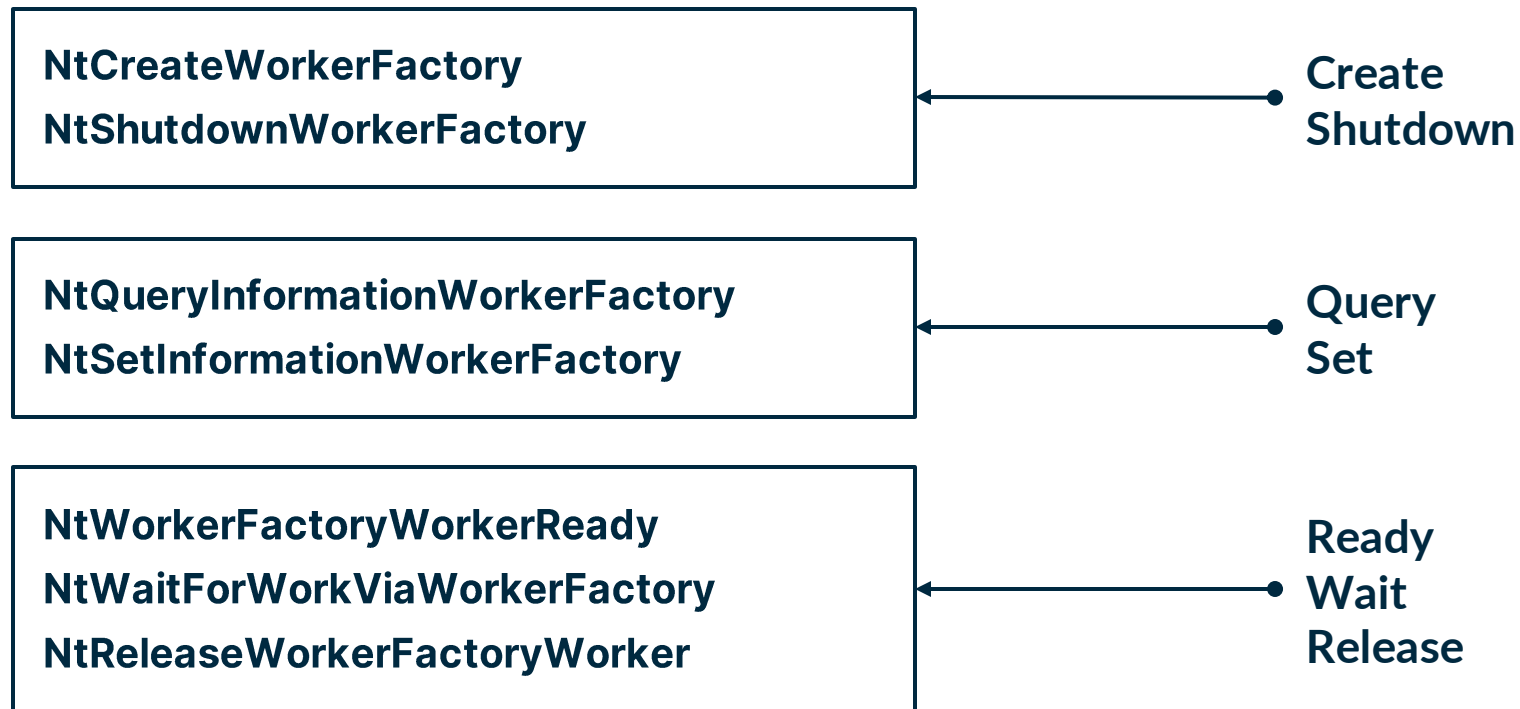 NtCreateWorkerFactory
NtShutdownWorkerFactory
Create
Shutdown
NtQueryInformationWorkerFactory
NtSetInformationWorkerFactory
Query
Set
NtWorkerFactoryWorkerReady
NtWaitForWorkViaWorkerFactory
NtReleaseWorkerFactoryWorker
Ready
Wait
Release